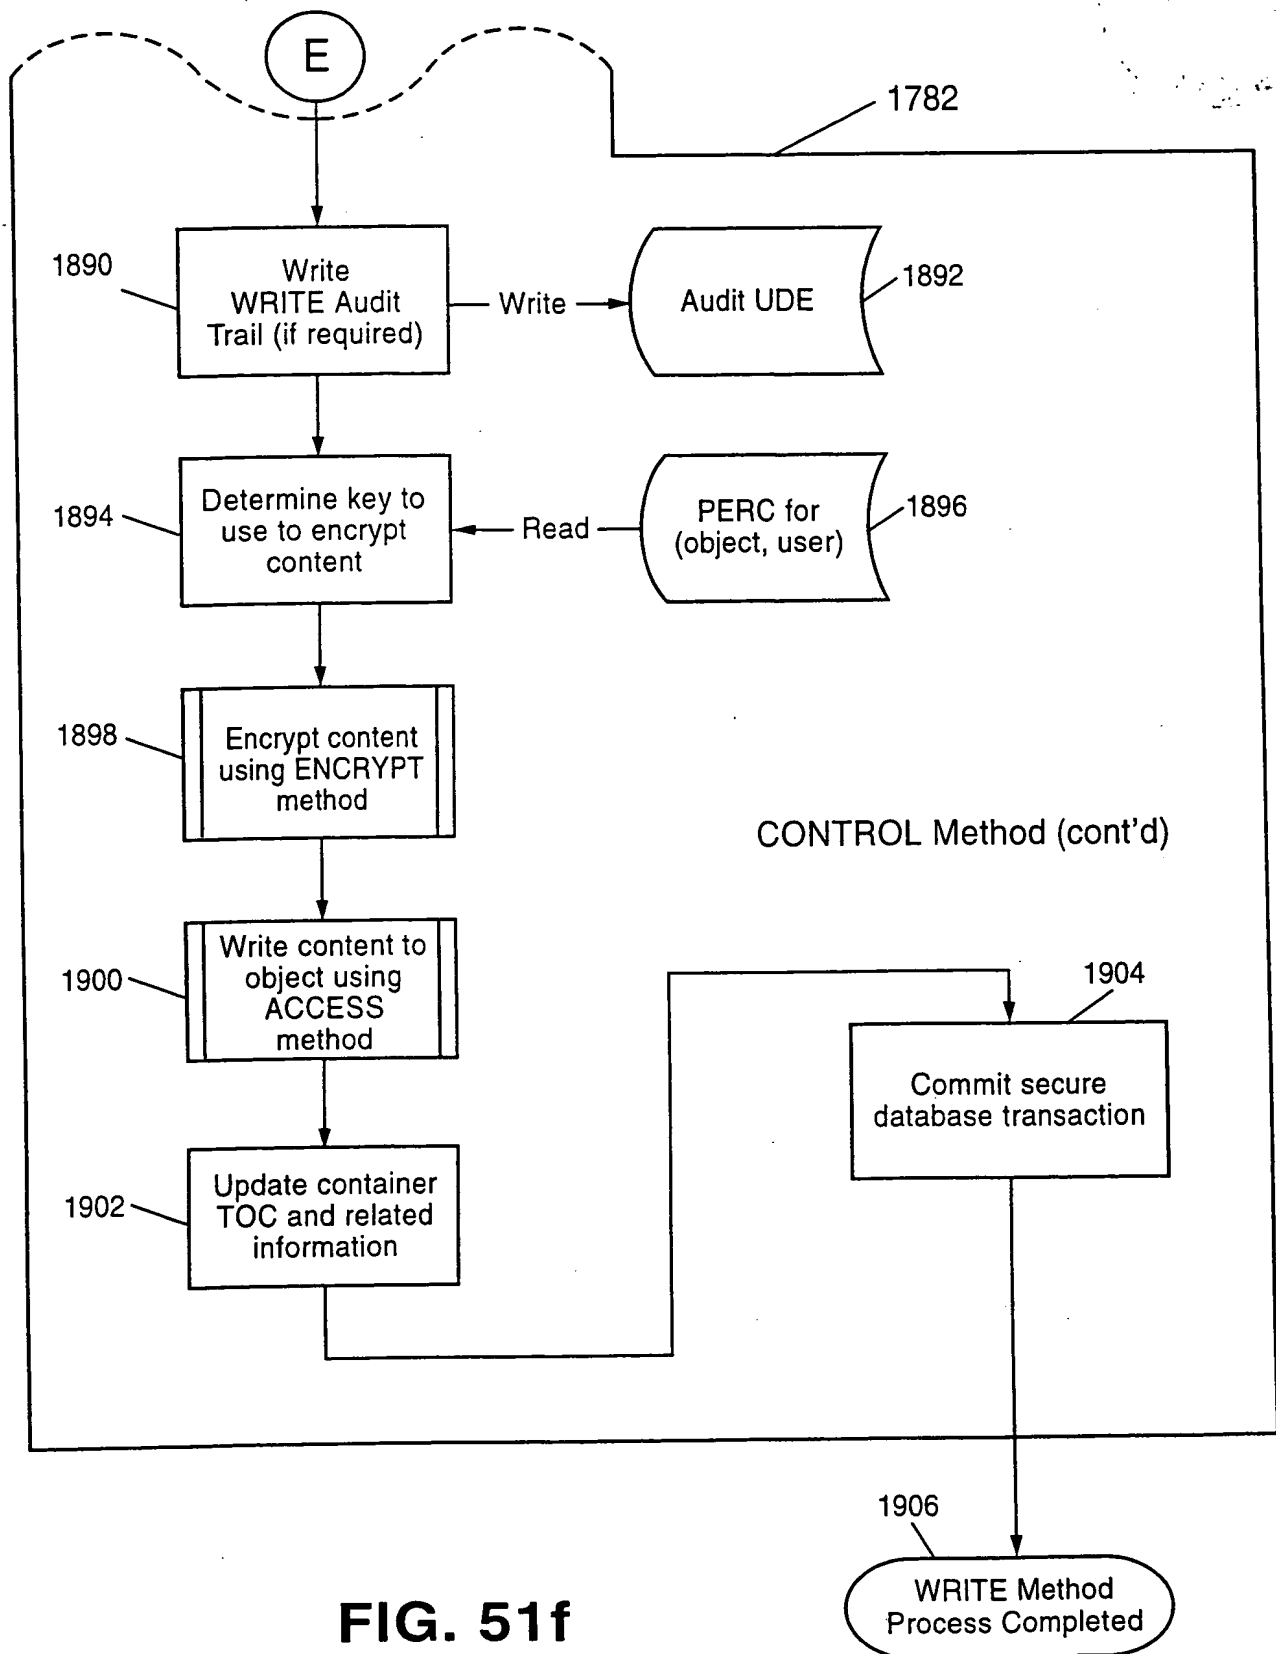 E
1782
1890
Write
WRITE Audit
Trail (if required)
Write
Audit UDE
1892
1894
Determine key to
use to encrypt
content
Read
PERC for
(object, user)
1896
1898
Encrypt content
using ENCRYPT
method
CONTROL Method (cont'd)
1900
Write content to
object using
ACCESS
method
1904
Commit secure
database transaction
1902
Update container
TOC and related
information
1906
WRITE Method
Process Completed
FIG. 51f